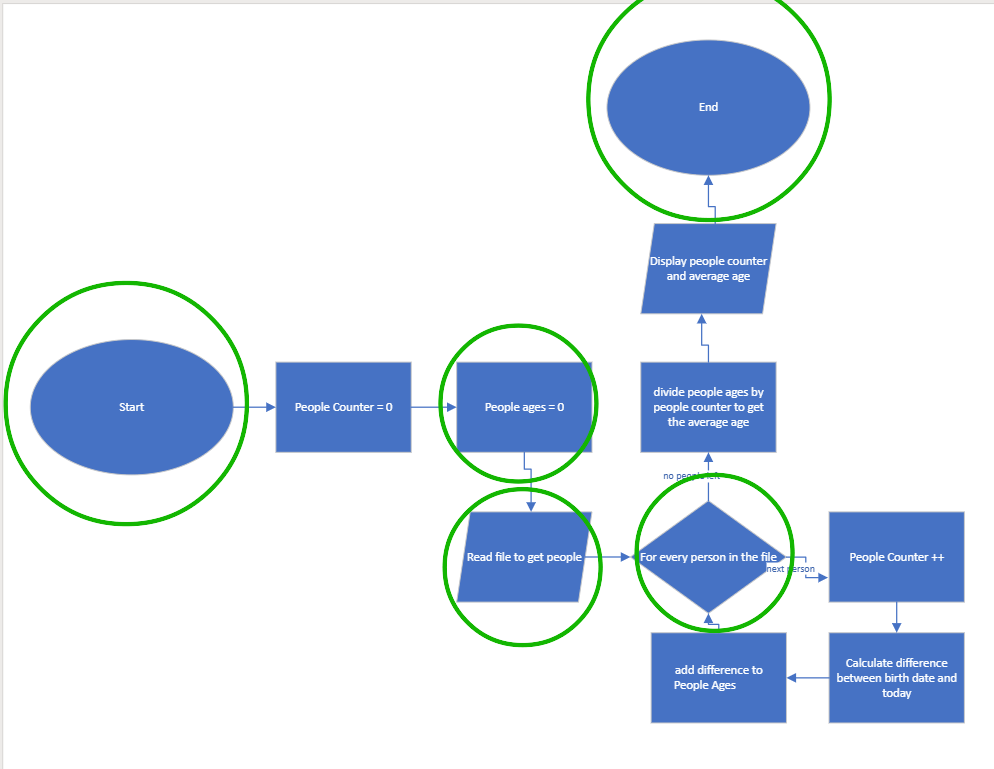 Start
People Counter = 0
People ages = 0
Read file to get people
For every person in the file
next person
People Counter ++
Calculate difference
between birth date and
today
add difference to
People Ages
no people left
divide people ages by
people counter to get
the average age
Display people counter
and average age
End